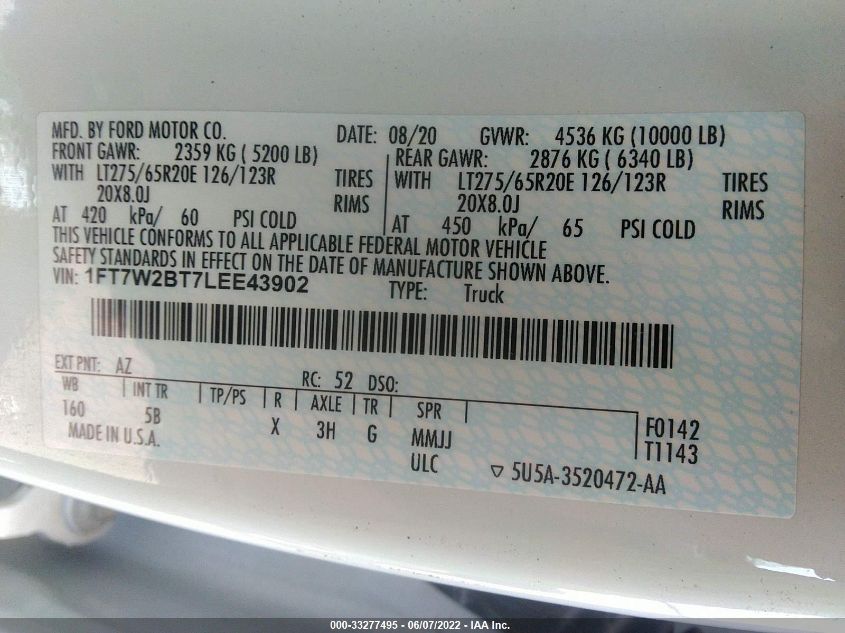 MFD. BY FORD MOTOR CO. DATE: 08/20 GVWR: 4536 KG (10000 LB)
FRONT GAWR: 2359 KG ( 5200 LB) REAR GAWR: 2876 KG ( 6340 LB)
WITH LT275/65R20E 126/123R TIRES WITH LT275/65R20E 126/123R TIRES
20X8.0J RIMS 20X8.0J RIMS
AT 420 kPa/ 60 PSI COLD AT 450 kPa/ 65 PSI COLD
THIS VEHICLE CONFORMS TO ALL APPLICABLE FEDERAL MOTOR VEHICLE
SAFETY STANDARDS IN EFFECT ON THE DATE OF MANUFACTURE SHOWN ABOVE.
VIN: 1FT7W2BT7LEE43902 TYPE: Truck
EXT PNT: AZ RC: 52 DSO:
WB INT TR TP/PS R AXLE TR SPR
160 5B X 3H G MMJJ F0142
MADE IN U.S.A. ULC T1143
5U5A-3520472-AA
000-33277495 - 06/07/2022 - IAA Inc.